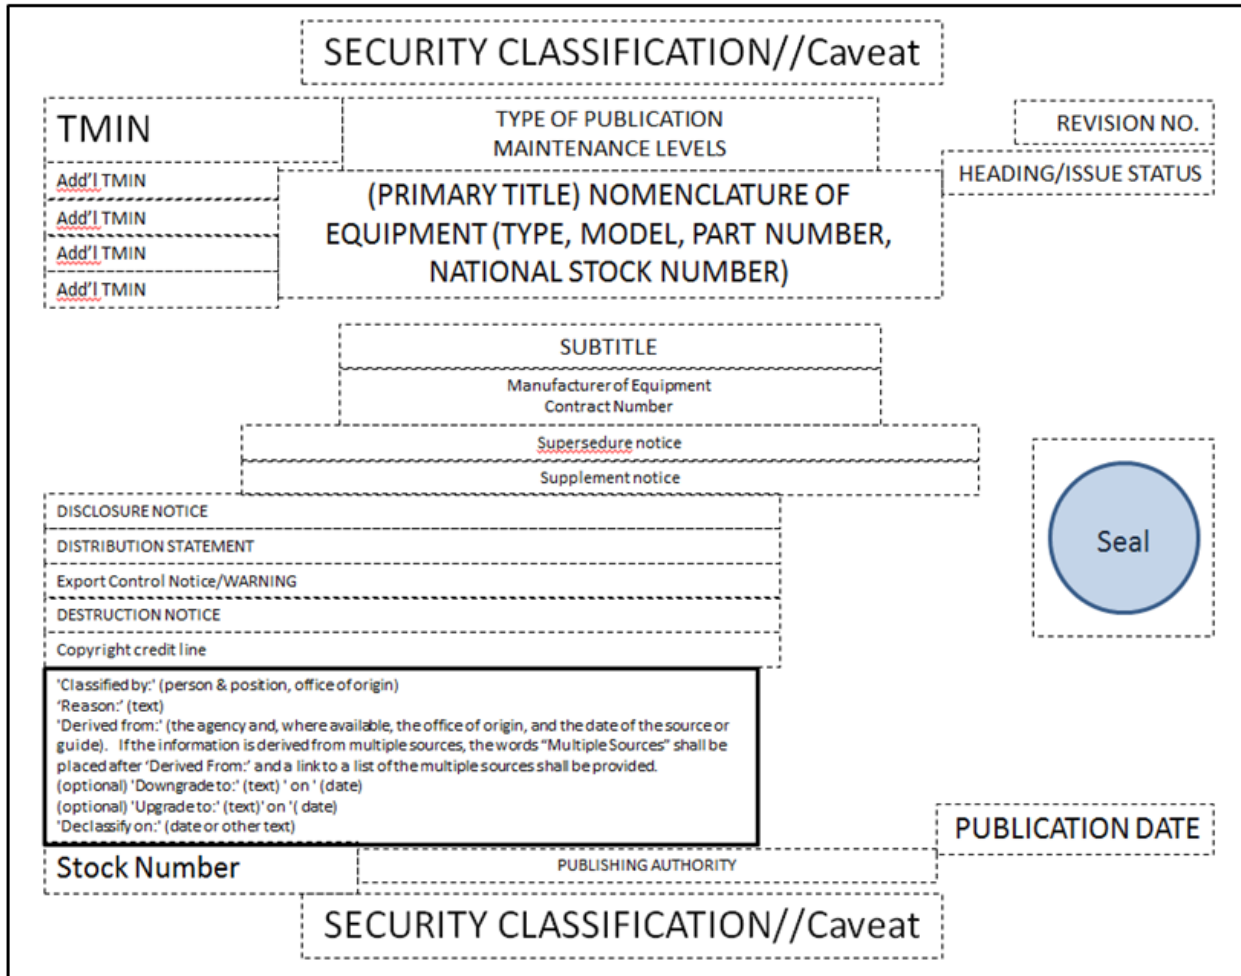 SECURITY CLASSIFICATION//Caveat
TMIN
TYPE OF PUBLICATION
MAINTENANCE LEVELS
REVISION NO.
HEADING/ISSUE STATUS
Add'l TMIN
Add'l TMIN
Add'l TMIN
Add'l TMIN
(PRIMARY TITLE) NOMENCLATURE OF
EQUIPMENT (TYPE, MODEL, PART NUMBER,
NATIONAL STOCK NUMBER)
SUBTITLE
Manufacturer of Equipment
Contract Number
Supersedure notice
Supplement notice
DISCLOSURE NOTICE
DISTRIBUTION STATEMENT
Export Control Notice/WARNING
DESTRUCTION NOTICE
Copyright credit line
Seal
'Classified by:' (person & position, office of origin)
‘Reason:’ (text)
'Derived from:' (the agency and, where available, the office of origin, and the date of the source or
guide). If the information is derived from multiple sources, the words “Multiple Sources” shall be
placed after ‘Derived From:’ and a link to a list of the multiple sources shall be provided.
(optional) 'Downgrade to:' (text) ' on ' (date)
(optional) 'Upgrade to:' (text)' on '( date)
'Declassify on:' (date or other text)
PUBLICATION DATE
Stock Number
PUBLISHING AUTHORITY
SECURITY CLASSIFICATION//Caveat